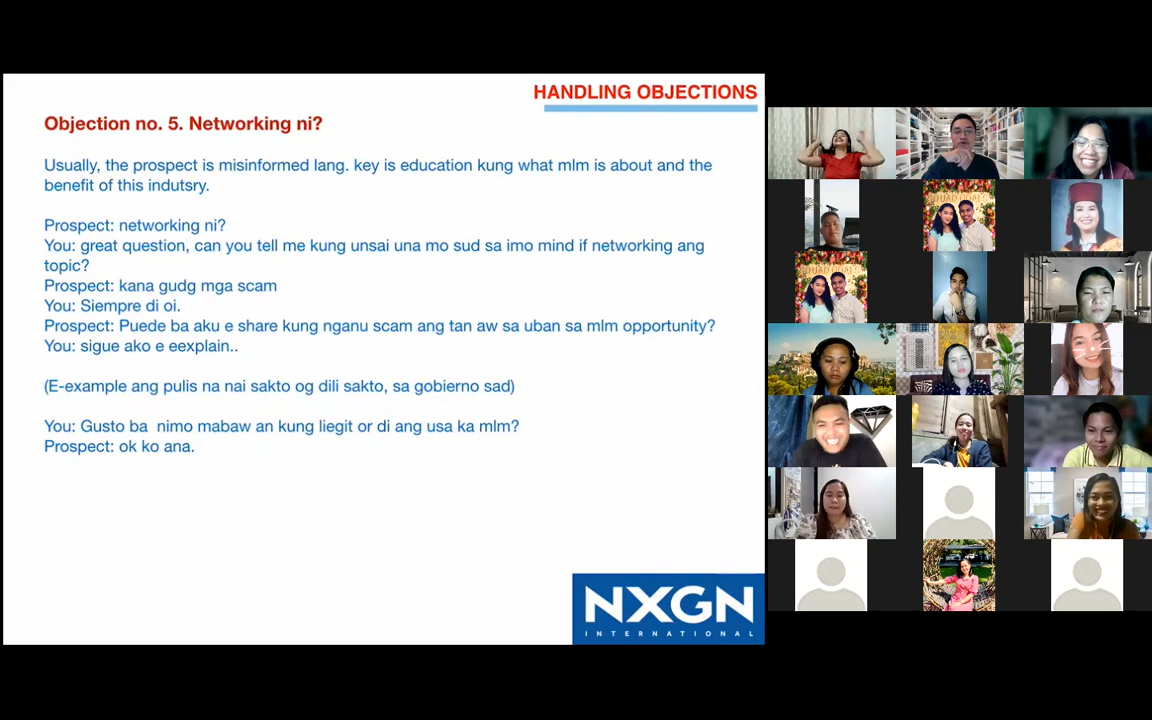 HANDLING OBJECTIONS
Objection no. 5. Networking ni?
Usually, the prospect is misinformed lang. key is education kung what mlm is about and the
benefit of this indutsry.
Prospect: networking ni?
You: great question, can you tell me kung unsai una mo sud sa imo mind if networking ang
topic?
Prospect: kana gudg mga scam
You: Siempre di oi.
Prospect: Puede ba aku e share kung nganu scam ang tan aw sa uban sa mlm opportunity?
You: sigue ako e eexplain..
(E-example ang pulis na nai sakto og dili sakto, sa gobierno sad)
You: Gusto ba  nimo mabaw an kung liegit or di ang usa ka mlm?
Prospect: ok ko ana.
NXGN
INTERNATIONAL